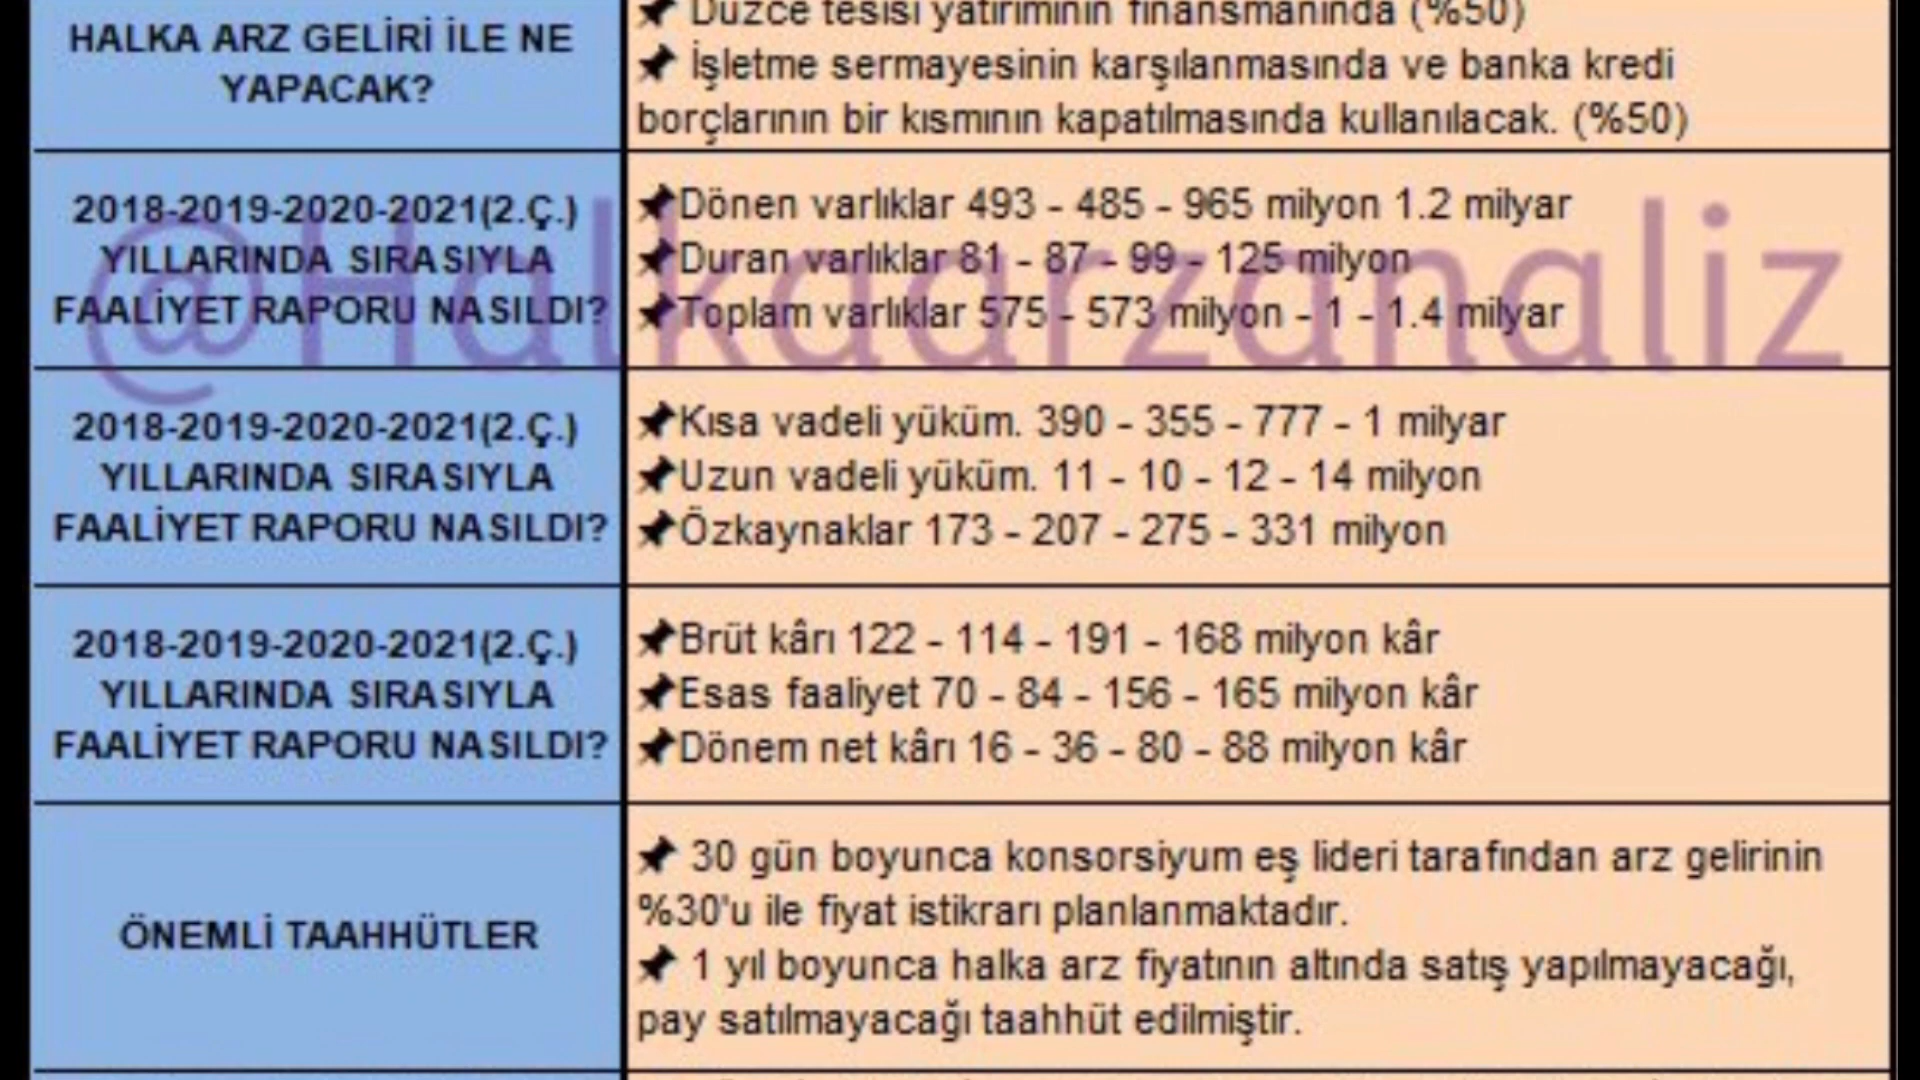 HALKA ARZ GELİRİ İLE NE
YAPACAK?
Düzce tesisi yatırımının finansmanında (%50)
İşletme sermayesinin karşılanmasında ve banka kredi
borçlarının bir kısmının kapatılmasında kullanılacak. (%50)
2018-2019-2020-2021(2.Ç.)
YILLARINDA SIRASIYLA
FAALİYET RAPORU NASILDI?
Dönen varlıklar 493 - 485 - 965 milyon 1.2 milyar
Duran varlıklar 81 - 87 - 99 - 125 milyon
Toplam varlıklar 575 - 573 milyon - 1 - 1.4 milyar
@Halkaarzanaliz
2018-2019-2020-2021(2.Ç.)
YILLARINDA SIRASIYLA
FAALİYET RAPORU NASILDI?
Kısa vadeli yüküm. 390 - 355 - 777 - 1 milyar
Uzun vadeli yüküm. 11 - 10 - 12 - 14 milyon
Özkaynaklar 173 - 207 - 275 - 331 milyon
2018-2019-2020-2021(2.Ç.)
YILLARINDA SIRASIYLA
FAALİYET RAPORU NASILDI?
Brüt kârı 122 - 114 - 191 - 168 milyon kâr
Esas faaliyet 70 - 84 - 156 - 165 milyon kâr
Dönem net kârı 16 - 36 - 80 - 88 milyon kâr
ÖNEMLİ TAAHHÜTLER
30 gün boyunca konsorsiyum eş lideri tarafından arz gelirinin
%30'u ile fiyat istikrarı planlanmaktadır.
1 yıl boyunca halka arz fiyatının altında satış yapılmayacağı,
pay satılmayacağı taahhüt edilmiştir.